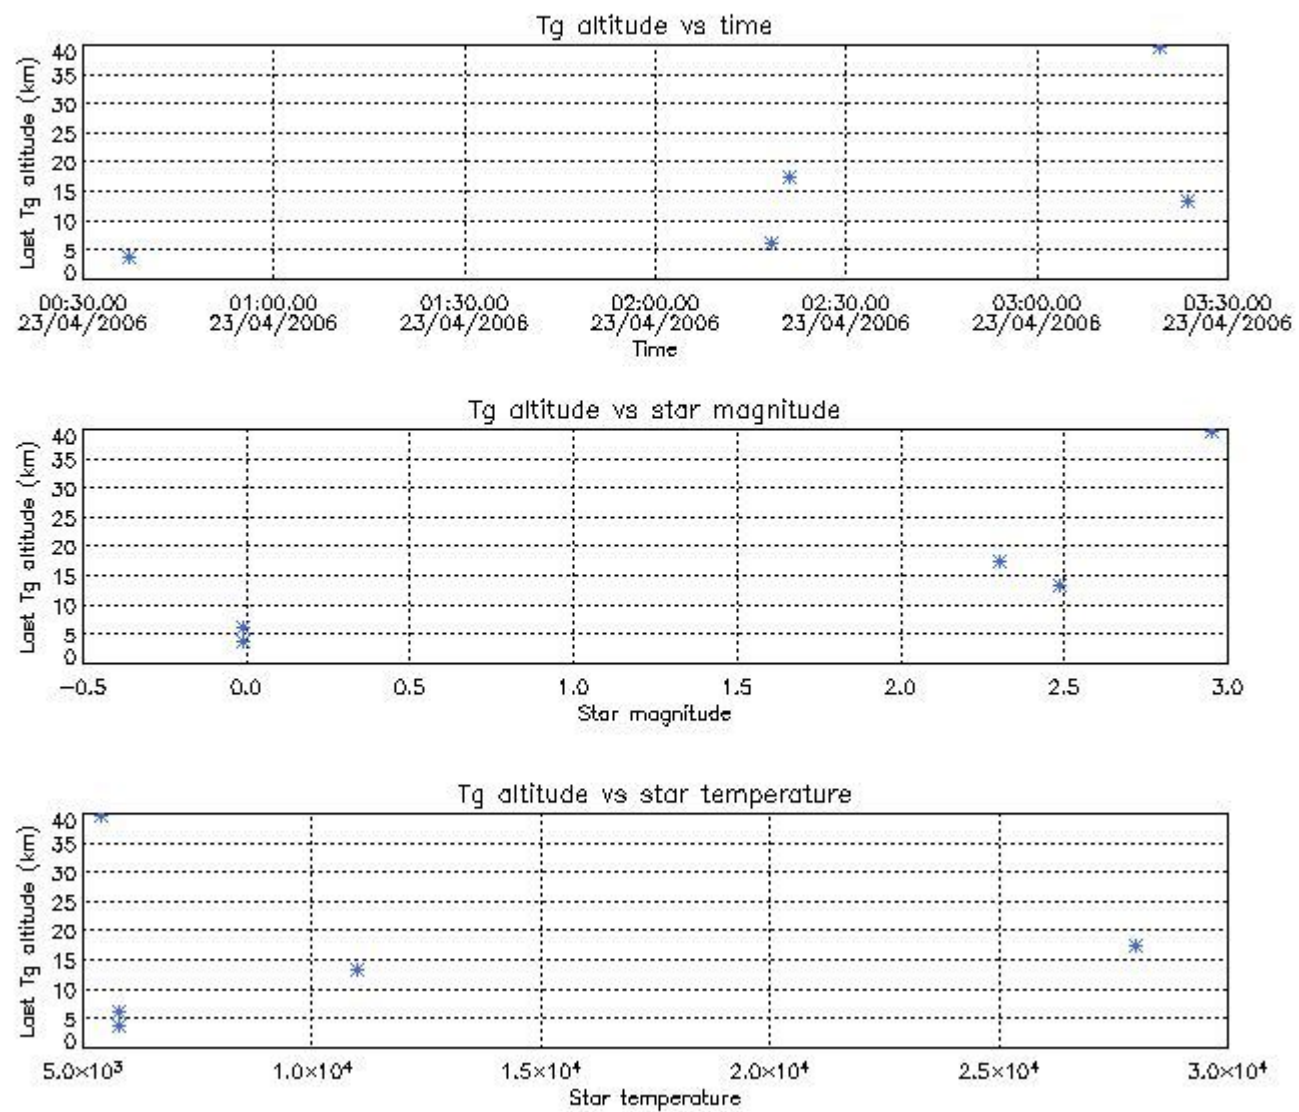 Tg altitude vs time
Last Tg altitude (km)
40
35
30
25
20
15
10
5
0
00:30.00 01:00.00 01:30.00 02:00.00 02:30.00 03:00.00 03:30.00
23/04/2006 23/04/2006 23/04/2006 23/04/2006 23/04/2006 23/04/2006 23/04/2006
Time
Tg altitude vs star magnitude
Last Tg altitude (km)
40
35
30
25
20
15
10
5
0
-0.5 0.0 0.5 1.0 1.5 2.0 2.5 3.0
Star magnitude
Tg altitude vs star temperature
Last Tg altitude (km)
40
35
30
25
20
15
10
5
0
5.0×10³ 1.0×10⁴ 1.5×10⁴ 2.0×10⁴ 2.5×10⁴ 3.0×10⁴
Star temperature